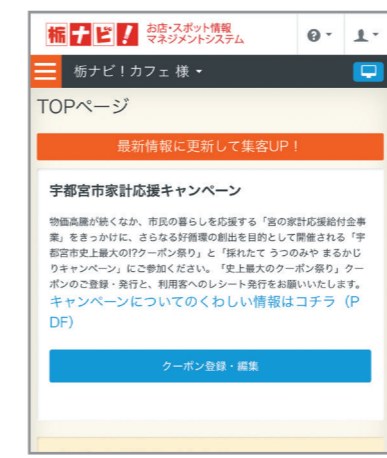 栃ナビ！ お店・スポット情報
マネジメントシステム
栃ナビ！カフェ 様
TOPページ
最新情報に更新して集客UP！
宇都宮市家計応援キャンペーン
物価高騰が続くなか、市民の暮らしを応援する「宮の家計応援給付金事
業」をきっかけに、さらなる好循環の創出を目的として開催される「宇
都宮市史上最大の!?クーポン祭り」と「採れたて うつのみや まるかじ
りキャンペーン」にご参加ください。「史上最大のクーポン祭り」クー
ポンのご登録・発行と、利用客へのレシート発行をお願いいたします。
キャンペーンについてのくわしい情報はコチラ（P
DF）
クーポン登録・編集